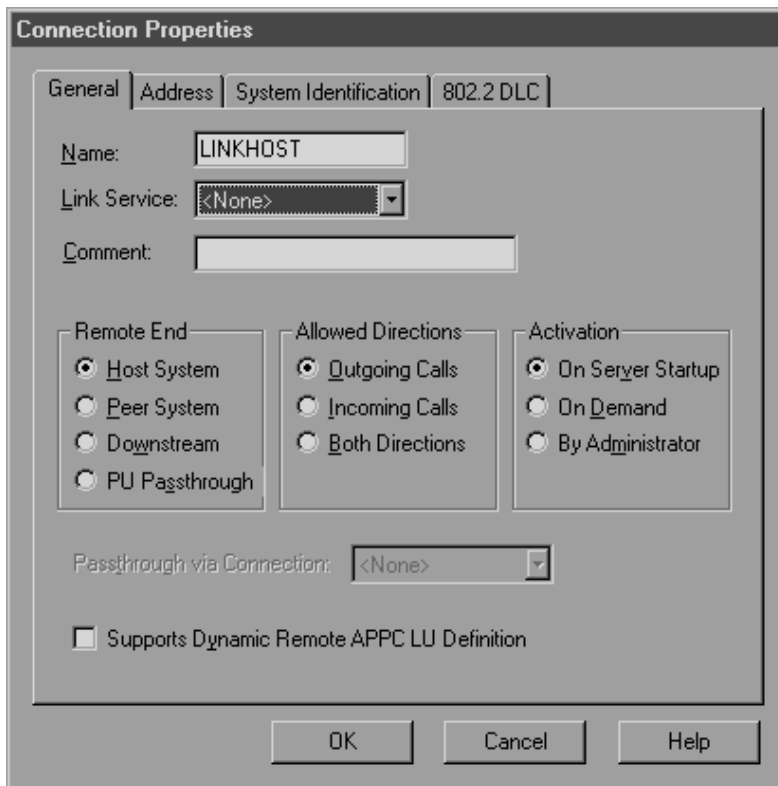 Connection Properties
General Address System Identification 802.2 DLC
Name: LINKHOST
Link Service: <None>
Comment:
Remote End Allowed Directions Activation
Host System Outgoing Calls On Server Startup
Peer System Incoming Calls On Demand
Downstream Both Directions By Administrator
PU Passthrough
Passthrough via Connection: <None>
Supports Dynamic Remote APPC LU Definition
OK Cancel Help